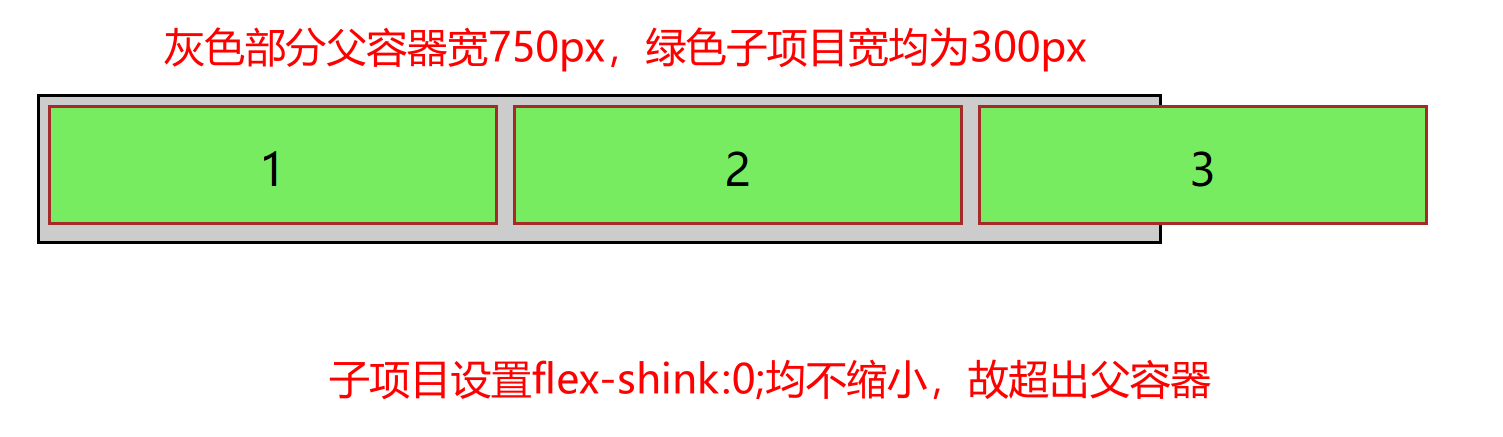 灰色部分父容器宽750px，绿色子项目宽均为300px
1 2 3
子项目设置flex-shink:0;均不缩小，故超出父容器